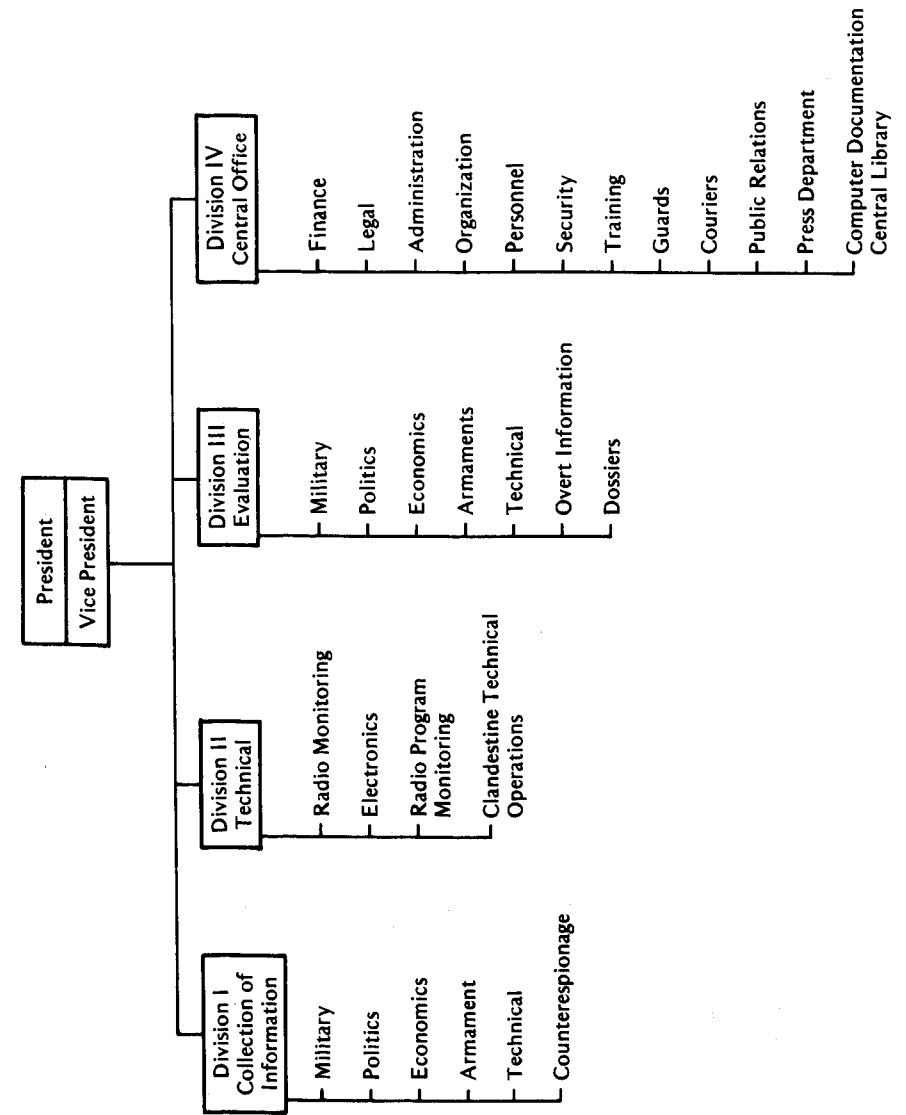 President
Vice President
Division I
Collection of
Information
Military
Politics
Economics
Armament
Technical
Counterespionage
Division II
Technical
Radio Monitoring
Electronics
Radio Program
Monitoring
Clandestine Technical
Operations
Division III
Evaluation
Military
Politics
Economics
Armaments
Technical
Overt Information
Dossiers
Division IV
Central Office
Finance
Legal
Administration
Organization
Personnel
Security
Training
Guards
Couriers
Public Relations
Press Department
Computer Documentation
Central Library